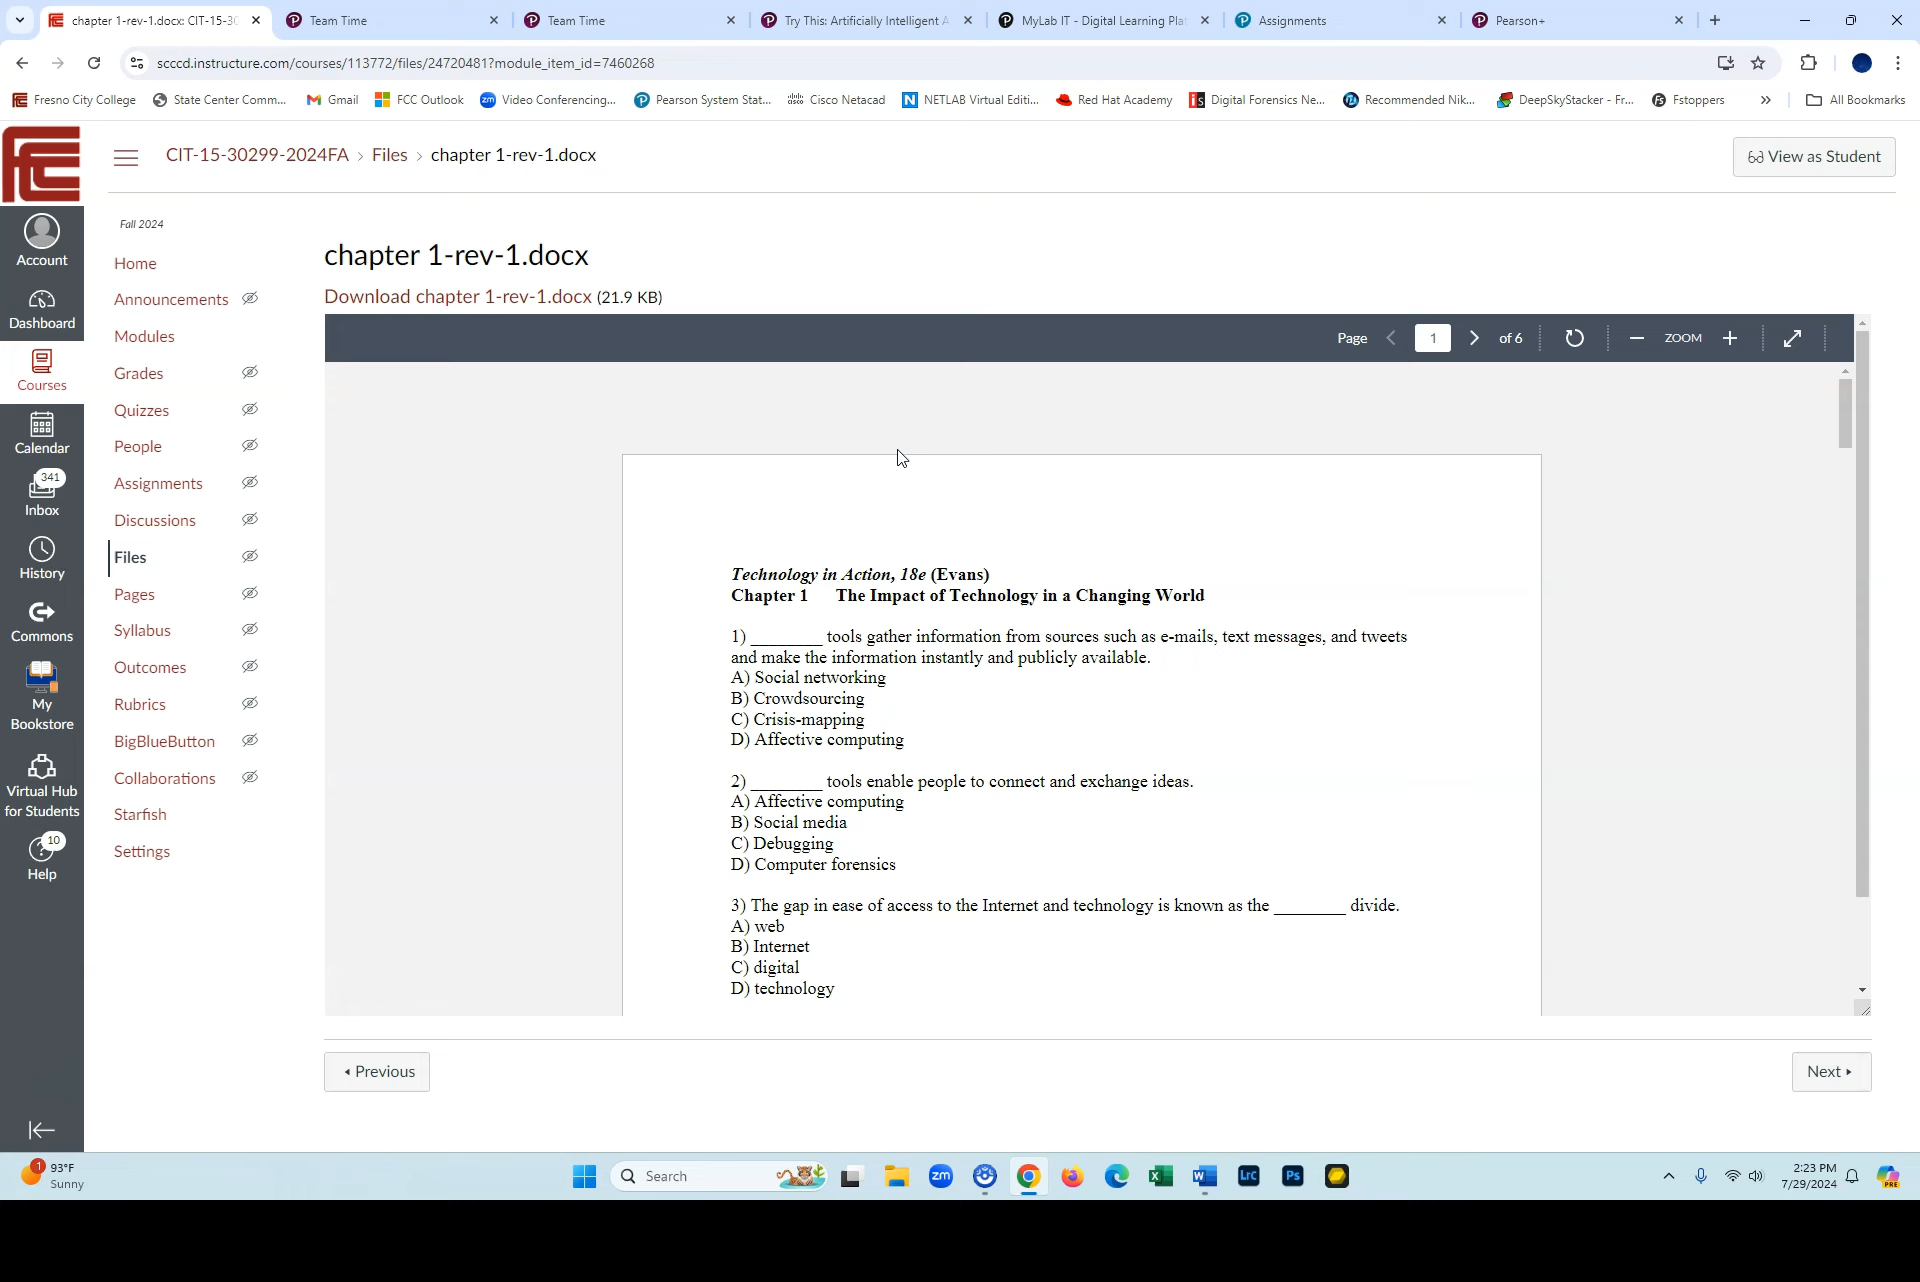 chapter 1-rev-1.docx: CIT-15-30
Team Time
Team Time
Try This: Artificially Intelligent A
MyLab IT - Digital Learning Plat
Assignments
Pearson+
scccd.instructure.com/courses/113772/files/24720481?module_item_id=7460268
Fresno City College
State Center Comm...
Gmail
FCC Outlook
zm
Video Conferencing...
Pearson System Stat...
Cisco Netacad
N
NETLAB Virtual Editi...
Red Hat Academy
Digital Forensics Ne...
Recommended Nik...
DeepSkyStacker - Fr...
Fstoppers
»
All Bookmarks
CIT-15-30299-2024FA › Files › chapter 1-rev-1.docx
View as Student
Account
Dashboard
Courses
Calendar
341
Inbox
History
Commons
My
Bookstore
Virtual Hub
for Students
10
Help
Fall 2024
Home
Announcements
Modules
Grades
Quizzes
People
Assignments
Discussions
Files
Pages
Syllabus
Outcomes
Rubrics
BigBlueButton
Collaborations
Starfish
Settings
chapter 1-rev-1.docx
Download chapter 1-rev-1.docx (21.9 KB)
Page 1 of 6 ZOOM
Technology in Action, 18e (Evans)
Chapter 1 The Impact of Technology in a Changing World
1) ________ tools gather information from sources such as e-mails, text messages, and tweets
and make the information instantly and publicly available.
A) Social networking
B) Crowdsourcing
C) Crisis-mapping
D) Affective computing
2) ________ tools enable people to connect and exchange ideas.
A) Affective computing
B) Social media
C) Debugging
D) Computer forensics
3) The gap in ease of access to the Internet and technology is known as the ________ divide.
A) web
B) Internet
C) digital
D) technology
Previous
Next
1
93°F
Sunny
Search
zm
LrC
Ps
2:23 PM
7/29/2024
PRE